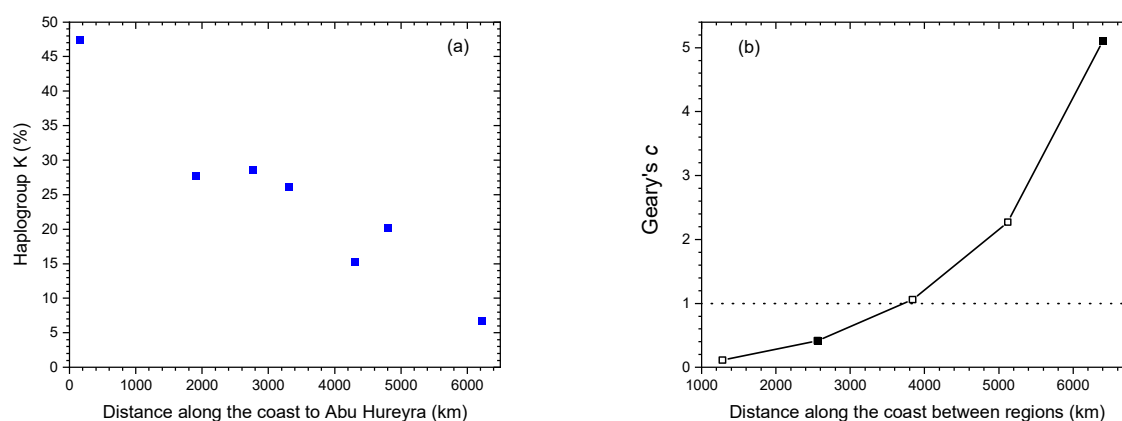 50
45
40
35
30
25
20
15
10
5
0
Haplogroup K (%)
(a)
0 1000 2000 3000 4000 5000 6000
Distance along the coast to Abu Hureyra (km)
5
4
3
2
1
0
Geary's c
(b)
1000 2000 3000 4000 5000 6000
Distance along the coast between regions (km)